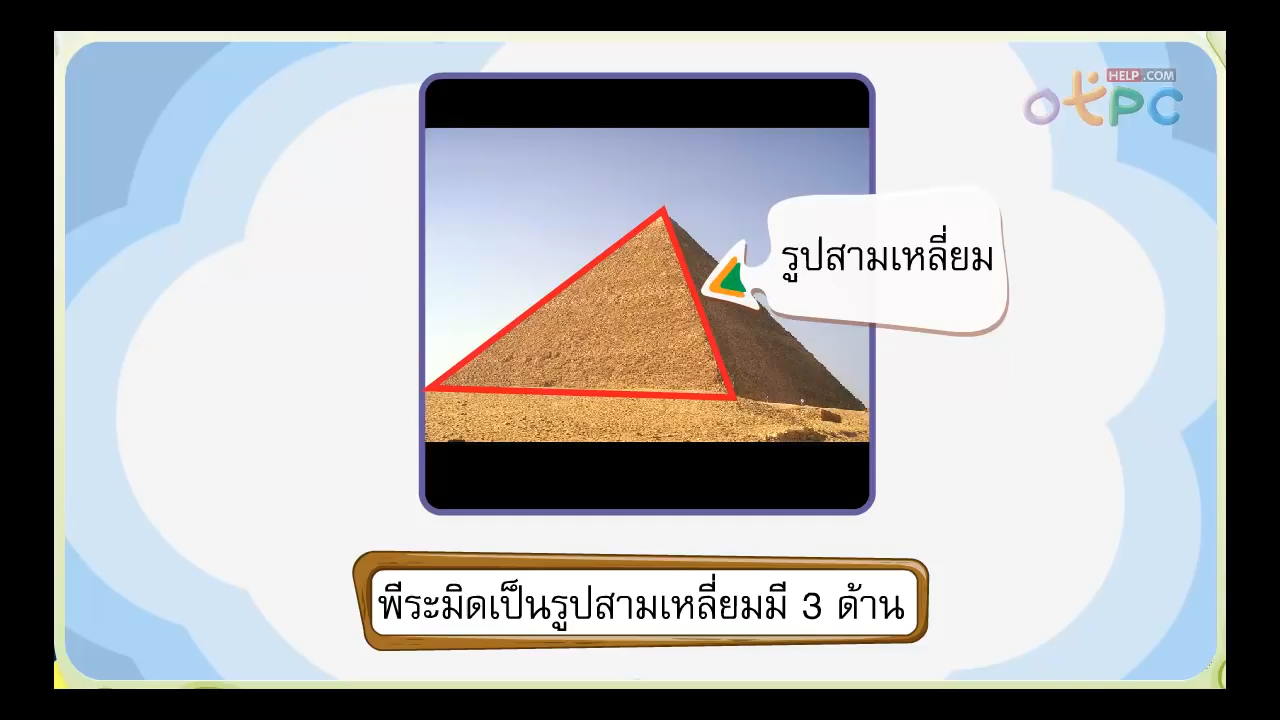 HELP .COM
otpc
รูปสามเหลี่ยม
พีระมิดเป็นรูปสามเหลี่ยมมี 3 ด้าน